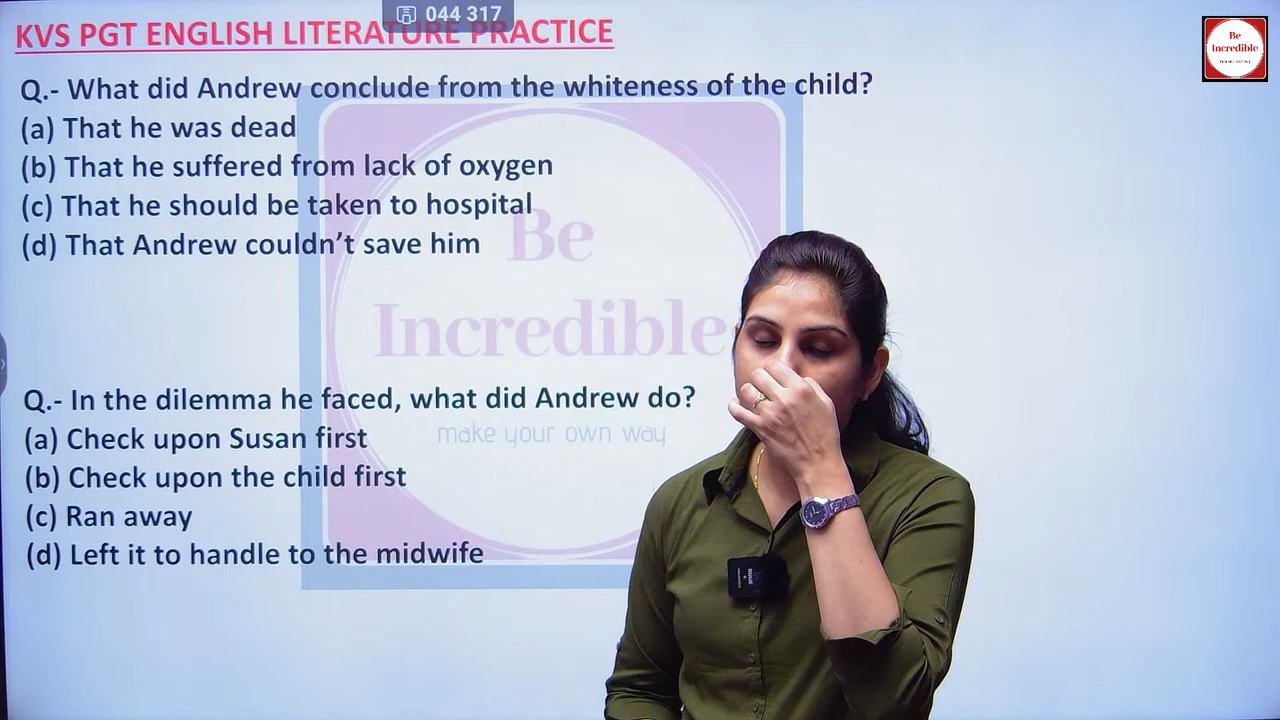 044 317
KVS PGT ENGLISH LITERATURE PRACTICE
Be
Incredible
Q.- What did Andrew conclude from the whiteness of the child?
(a) That he was dead
(b) That he suffered from lack of oxygen
(c) That he should be taken to hospital
(d) That Andrew couldn’t save him
Be
Incredible
Q.- In the dilemma he faced, what did Andrew do?
(a) Check upon Susan first
make your own way
(b) Check upon the child first
(c) Ran away
(d) Left it to handle to the midwife